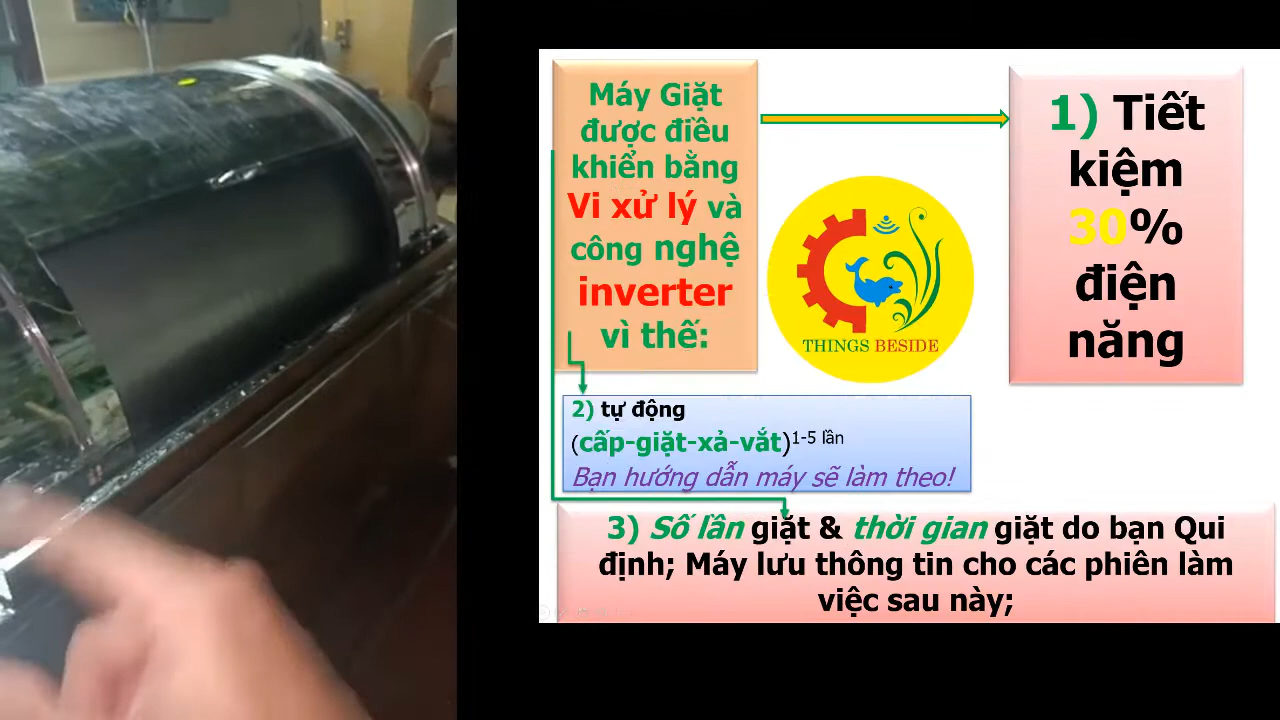 Máy Giặt
được điều
khiển bằng
Vi xử lý và
công nghệ
inverter
vì thế:
1) Tiết
kiệm
30%
điện
năng
THINGS BESIDE
2) tự động
(cấp-giặt-xả-vắt)1-5 lần
Bạn hướng dẫn máy sẽ làm theo!
3) Số lần giặt & thời gian giặt do bạn Qui
định; Máy lưu thông tin cho các phiên làm
việc sau này;